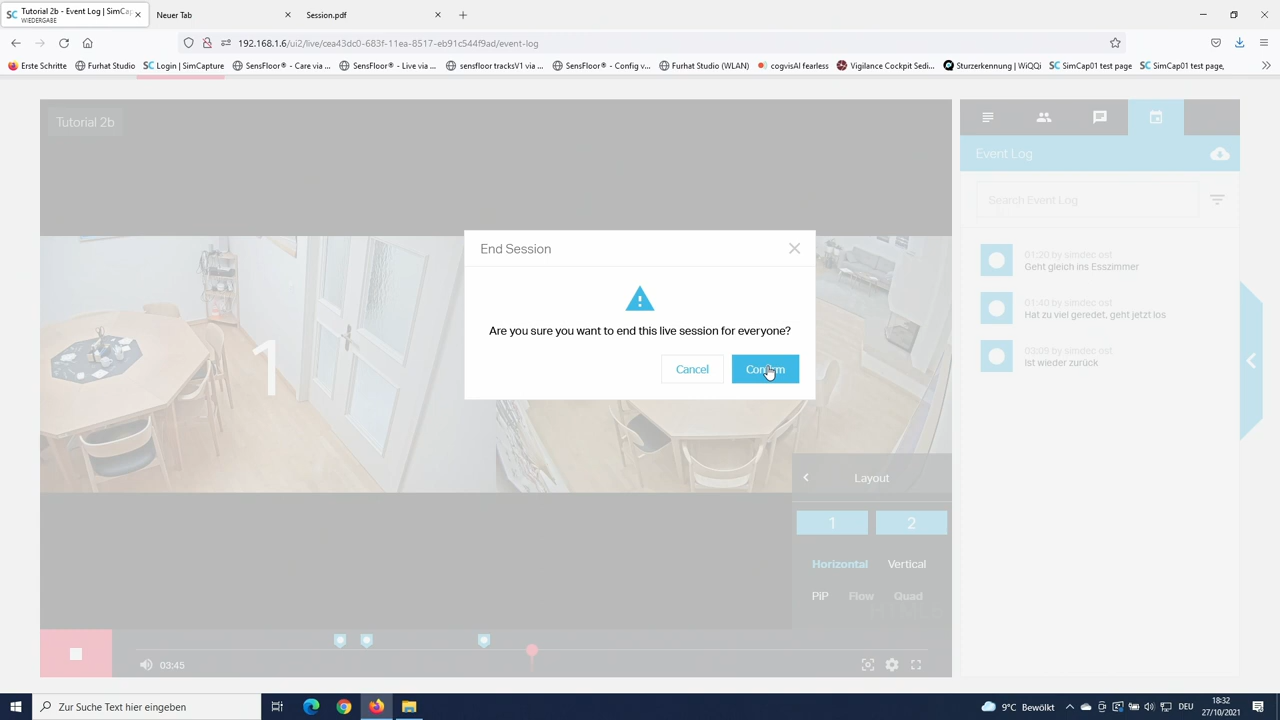 Tutorial 2b - Event Log | SimCap
WIEDERGABE
Neuer Tab
Session.pdf
192.168.1.6/ui2/live/cea43dc0-683f-11ea-8517-eb91c544f9ad/event-log
Erste Schritte
Furhat Studio
Login | SimCapture
SensFloor® - Care via ...
SensFloor® - Live via ...
sensfloor tracksV1 via ...
SensFloor® - Config v...
Furhat Studio (WLAN)
cogvisAI fearless
Vigilance Cockpit Sedi...
Sturzerkennung | WiQQi
SimCap01 test page
SimCap01 test page,
Tutorial 2b
Event Log
Search Event Log
01:20 by simdec ost
Geht gleich ins Esszimmer
01:40 by simdec ost
Hat zu viel geredet, geht jetzt los
03:09 by simdec ost
Ist wieder zurück
End Session
Are you sure you want to end this live session for everyone?
Cancel
Confirm
1
Layout
1
2
Horizontal
Vertical
PiP
Flow
Quad
03:45
Zur Suche Text hier eingeben
9°C Bewölkt
DEU
18:32
27/10/2021